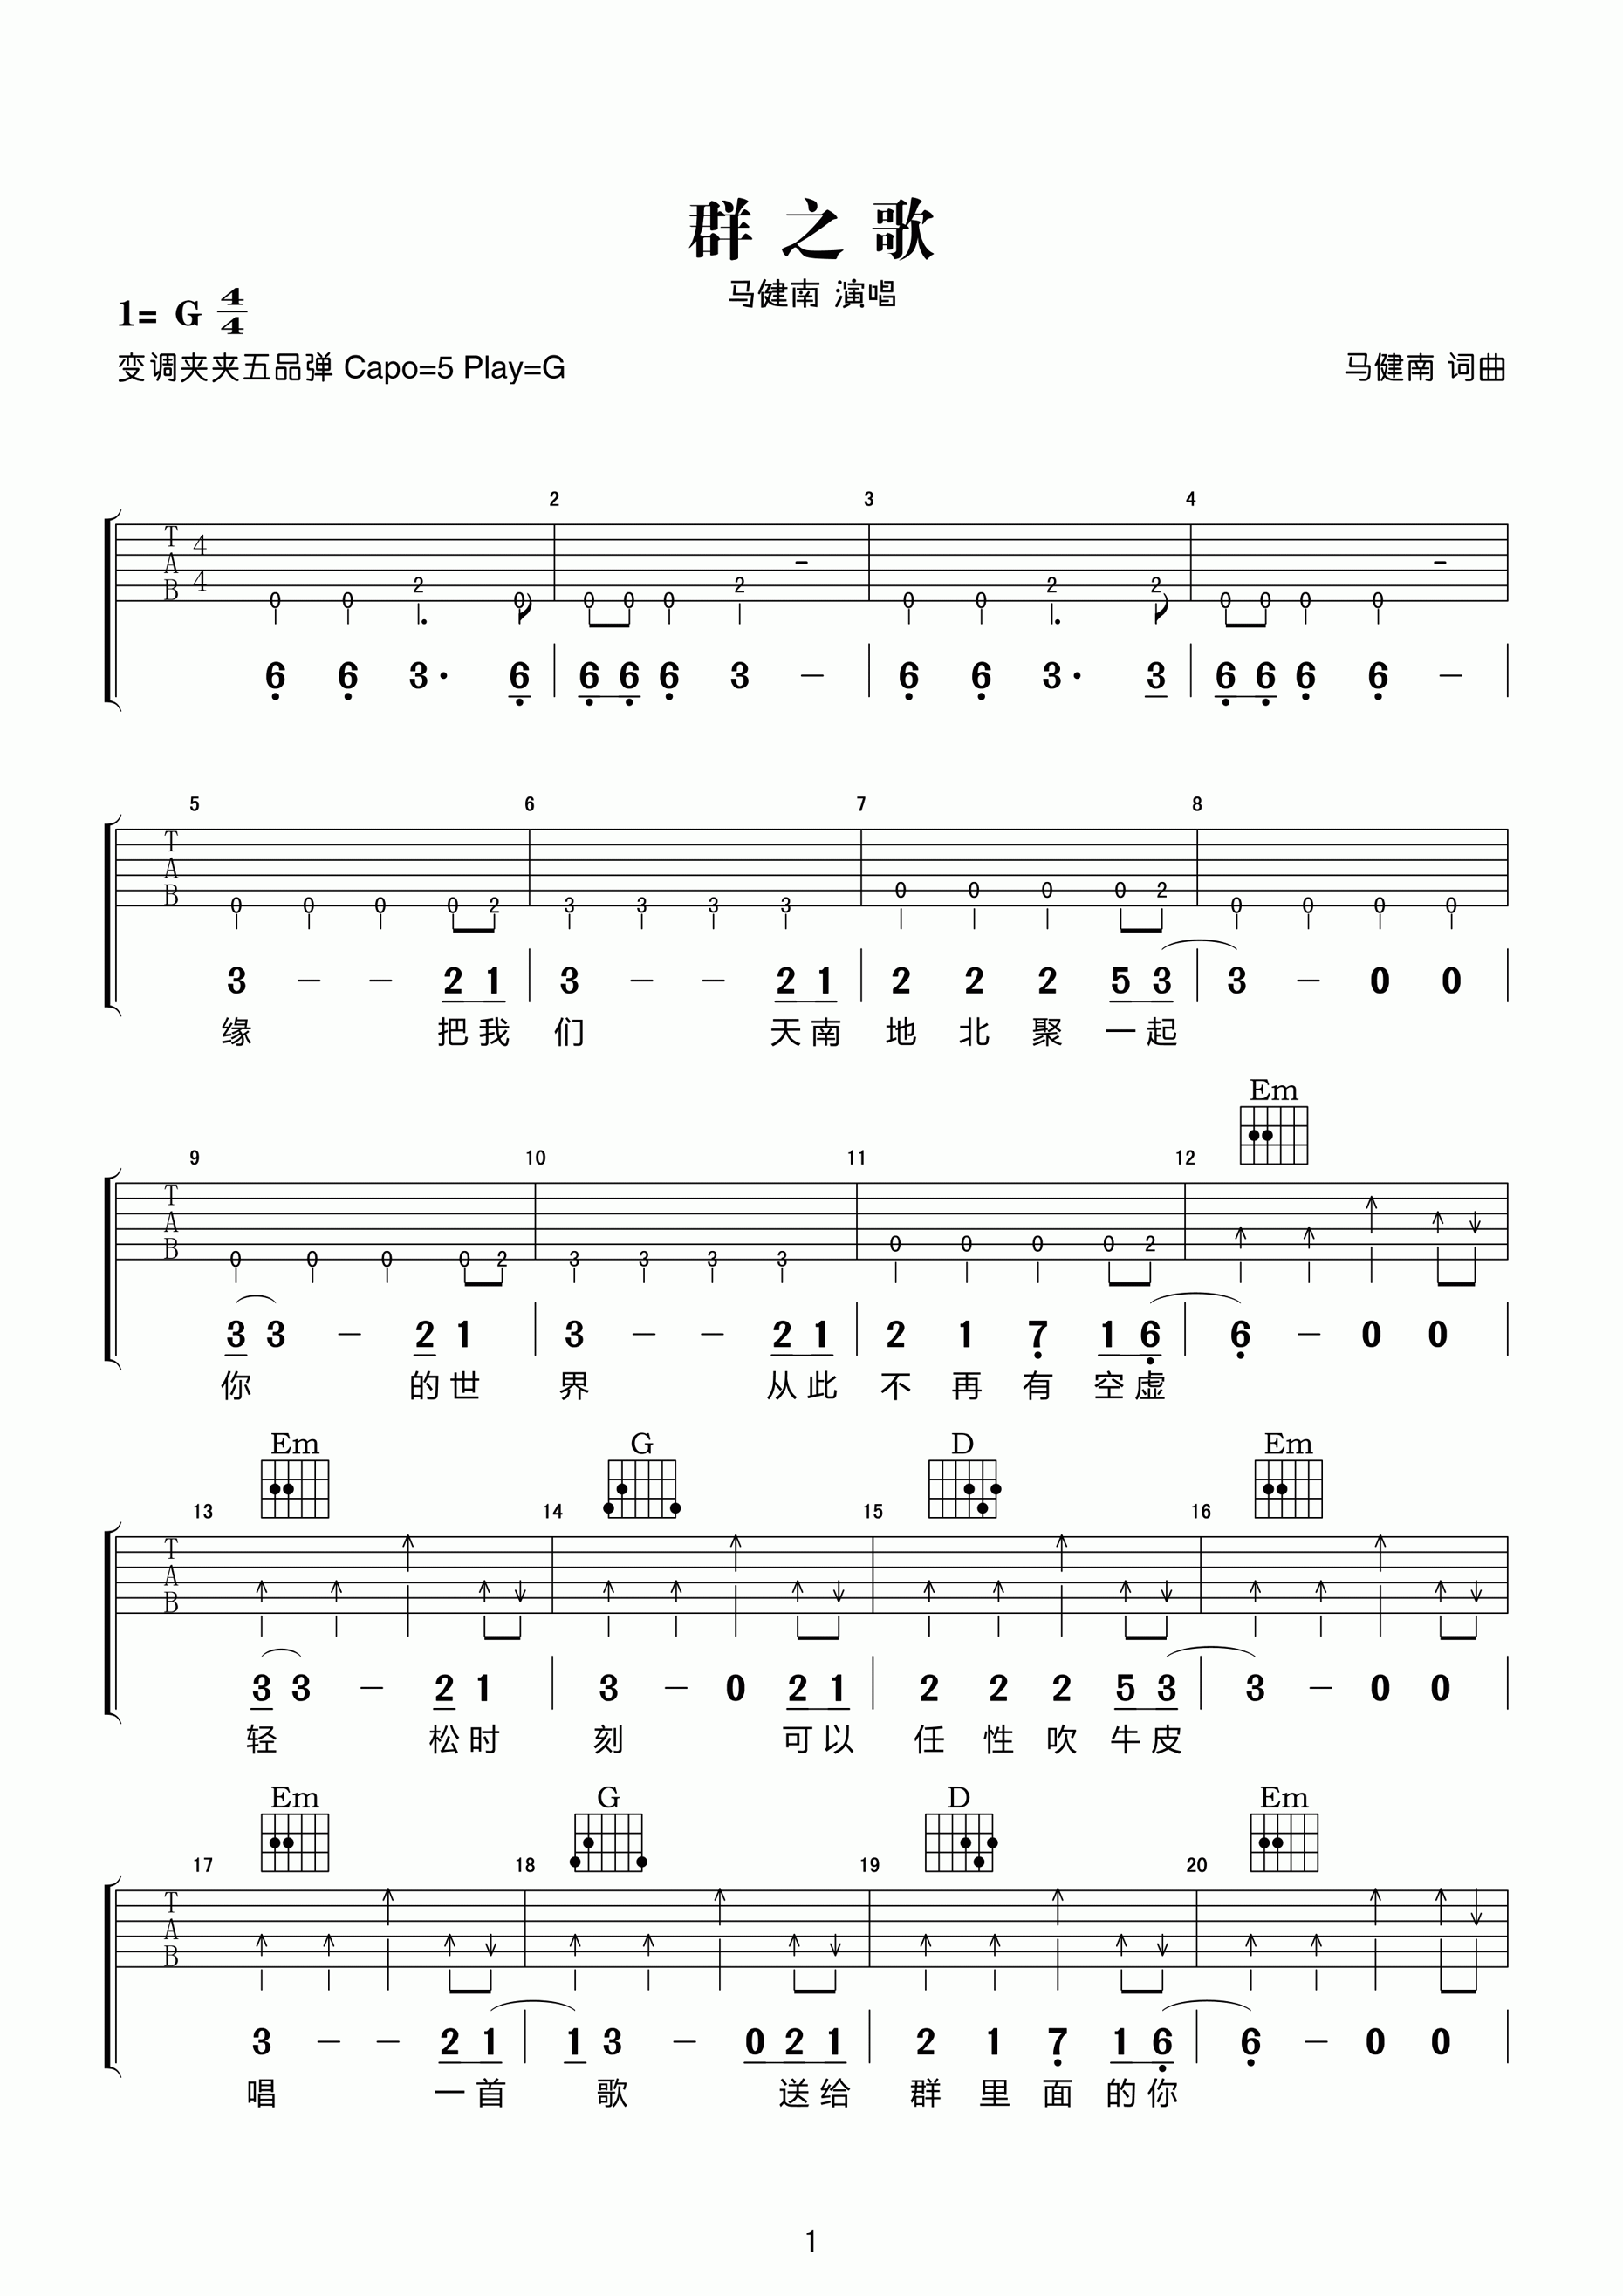 群之歌
马健南 演唱
1= G 4/4
变调夹夹五品弹 Capo=5 Play=G
马健南 词曲
2 3 4
T A B 4 4 0 0 2 0 0 0 0 2 - 0 0 2 2 0 0 0 0 -
6 6 3· 6 6 6 6 3 － 6 6 3· 3 6 6 6 6 －
5 6 7 8
T A B 0 0 0 0 2 3 3 3 3 0 0 0 0 2 0 0 0 0
3 － － 2 1 3 － － 2 1 2 2 2 5 3 3 － 0 0
缘 把我们 天南地北聚一起
Em
9 10 11 12
T A B 0 0 0 0 2 3 3 3 3 0 0 0 0 2
3 3 － 2 1 3 － － 2 1 2 1 7 1 6 6 － 0 0
你 的世界 从此不再有空虚
Em G D Em
13 14 15 16
T A B
3 3 － 2 1 3 － 0 2 1 2 2 2 5 3 3 － 0 0
轻 松时刻 可以任性吹牛皮
Em G D Em
17 18 19 20
T A B
3 － － 2 1 1 3 － 0 2 1 2 1 7 1 6 6 － 0 0
唱 一首歌 送给群里面的你
1